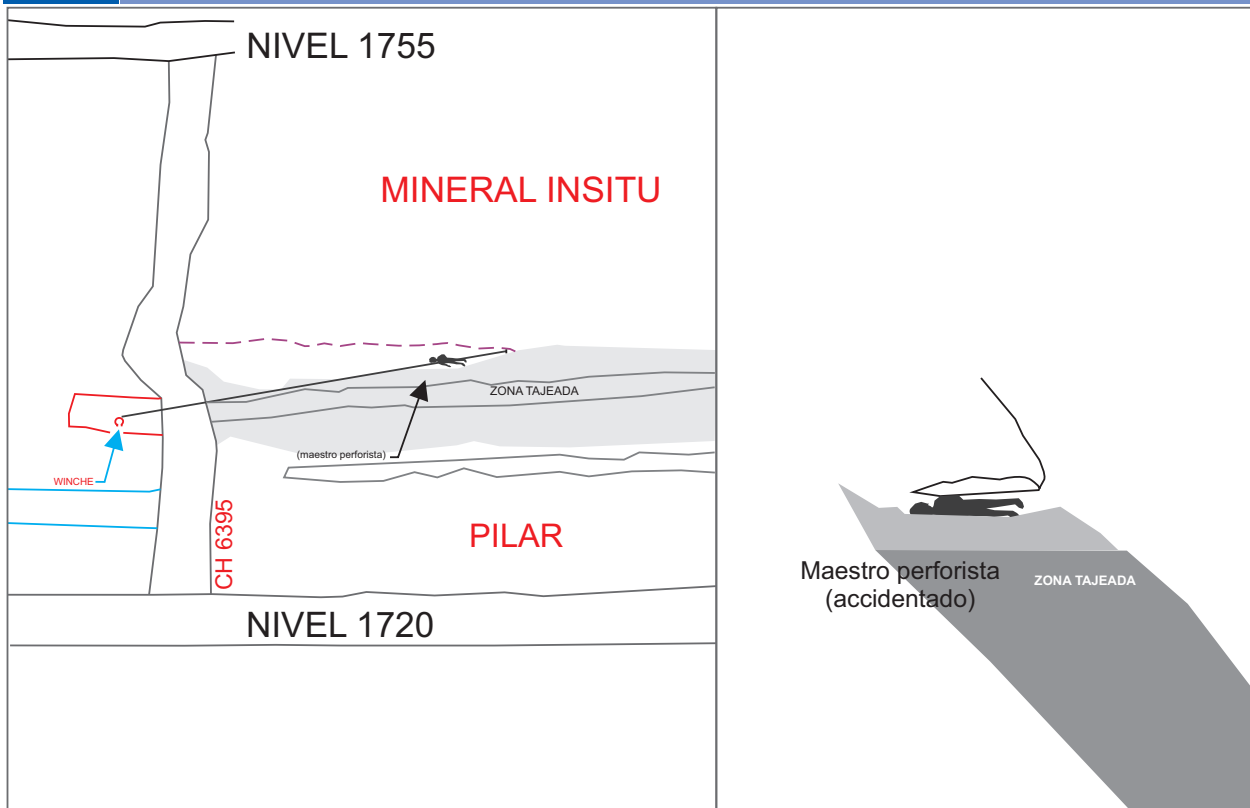 NIVEL 1755
MINERAL INSITU
ZONA TAJEADA
(maestro perforista)
WINCHE
CH 6395
PILAR
NIVEL 1720
Maestro perforista
(accidentado)
ZONA TAJEADA